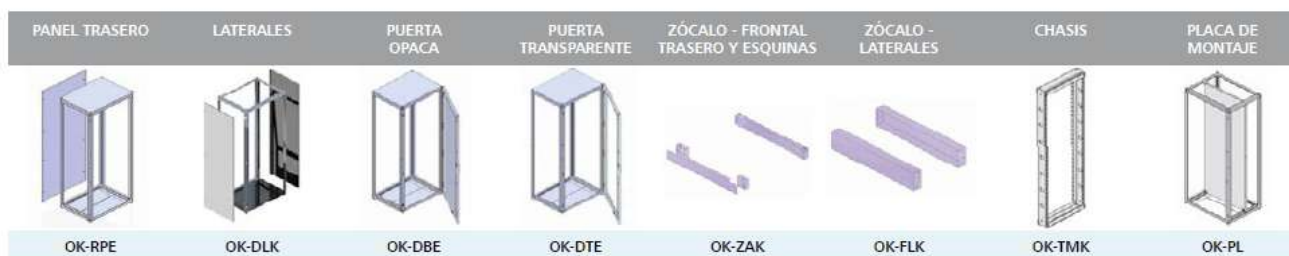 PANEL TRASERO
LATERALES
PUERTA
OPACA
PUERTA
TRANSPARENTE
ZÓCALO - FRONTAL
TRASERO Y ESQUINAS
ZÓCALO -
LATERALES
CHASIS
PLACA DE
MONTAJE
OK-RPE
OK-DLK
OK-DBE
OK-DTE
OK-ZAK
OK-FLK
OK-TMK
OK-PL